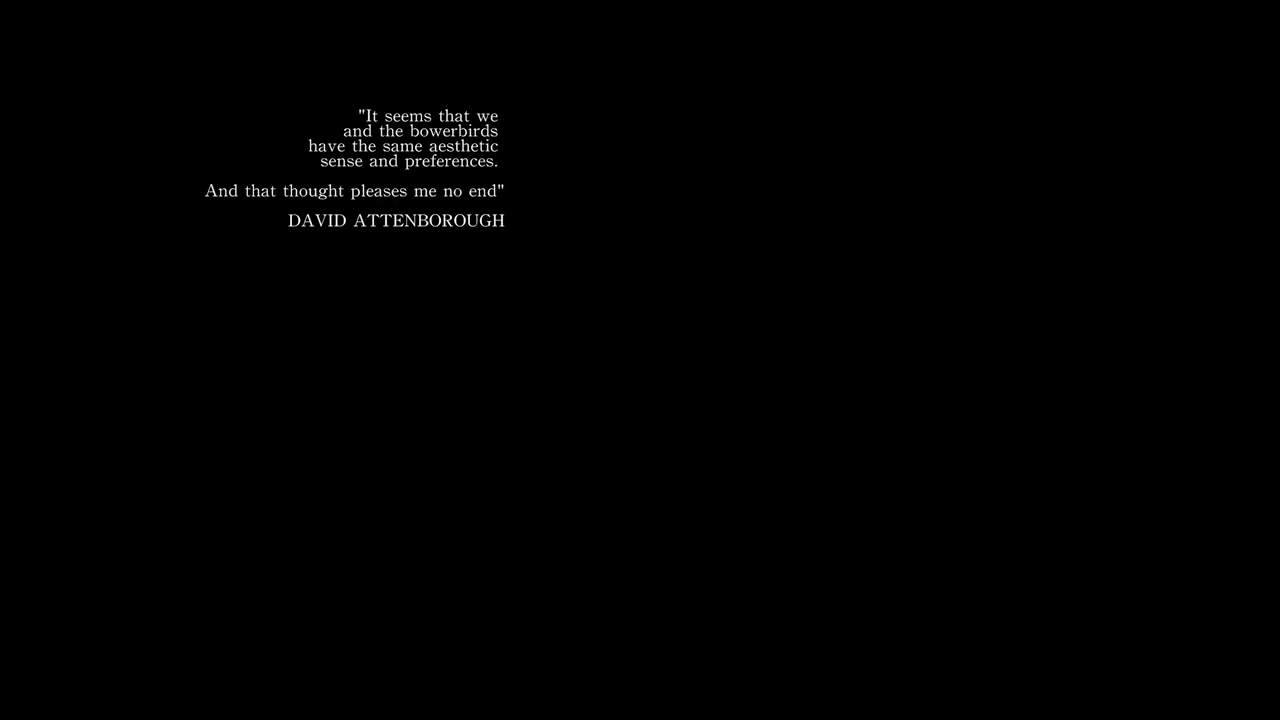 "It seems that we
and the bowerbirds
have the same aesthetic
sense and preferences.
And that thought pleases me no end"
DAVID ATTENBOROUGH